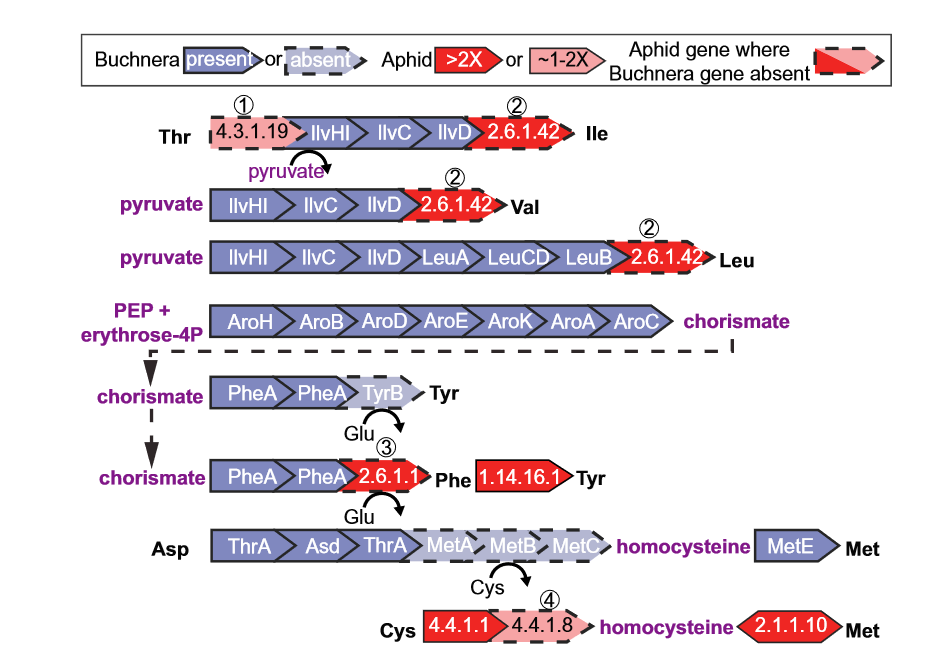 Buchnera present or absent Aphid >2X or ~1-2X Aphid gene where Buchnera gene absent
① ②
Thr 4.3.1.19 IlvHI IlvC IlvD 2.6.1.42 Ile
pyruvate
②
pyruvate IlvHI IlvC IlvD 2.6.1.42 Val
②
pyruvate IlvHI IlvC IlvD LeuA LeuCD LeuB 2.6.1.42 Leu
PEP +
erythrose-4P AroH AroB AroD AroE AroK AroA AroC chorismate
chorismate PheA PheA TyrB Tyr
Glu
③
chorismate PheA PheA 2.6.1.1 Phe 1.14.16.1 Tyr
Glu
Asp ThrA Asd ThrA MetA MetB MetC homocysteine MetE Met
Cys
④
Cys 4.4.1.1 4.4.1.8 homocysteine 2.1.1.10 Met